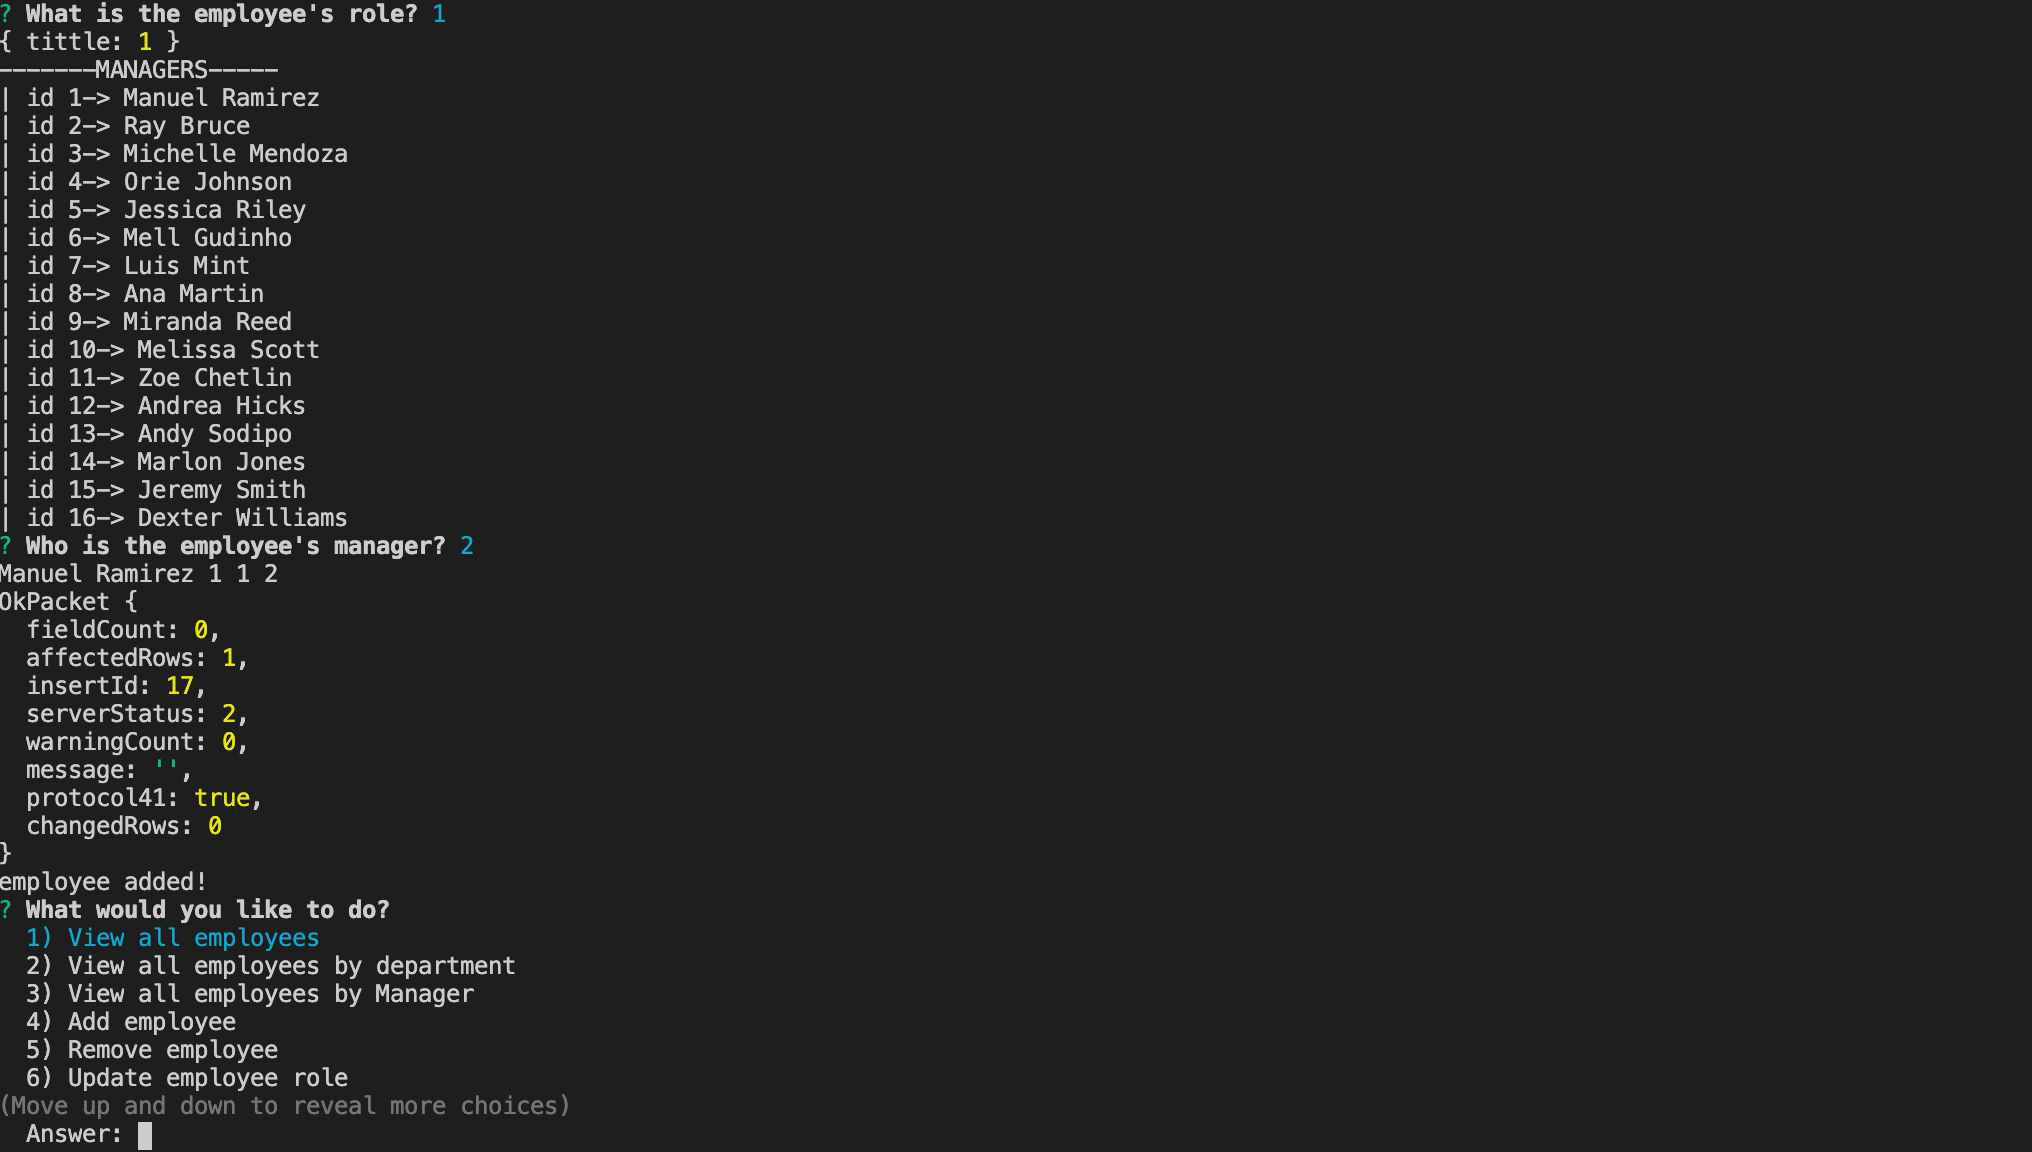 ? What is the employee's role? 1
{ tittle: 1 }
-------MANAGERS-----
| id 1-> Manuel Ramirez
| id 2-> Ray Bruce
| id 3-> Michelle Mendoza
| id 4-> Orie Johnson
| id 5-> Jessica Riley
| id 6-> Mell Gudinho
| id 7-> Luis Mint
| id 8-> Ana Martin
| id 9-> Miranda Reed
| id 10-> Melissa Scott
| id 11-> Zoe Chetlin
| id 12-> Andrea Hicks
| id 13-> Andy Sodipo
| id 14-> Marlon Jones
| id 15-> Jeremy Smith
| id 16-> Dexter Williams
? Who is the employee's manager? 2
Manuel Ramirez 1 1 2
OkPacket {
  fieldCount: 0,
  affectedRows: 1,
  insertId: 17,
  serverStatus: 2,
  warningCount: 0,
  message: '',
  protocol41: true,
  changedRows: 0
}
employee added!
? What would you like to do?
  1) View all employees
  2) View all employees by department
  3) View all employees by Manager
  4) Add employee
  5) Remove employee
  6) Update employee role
(Move up and down to reveal more choices)
  Answer: